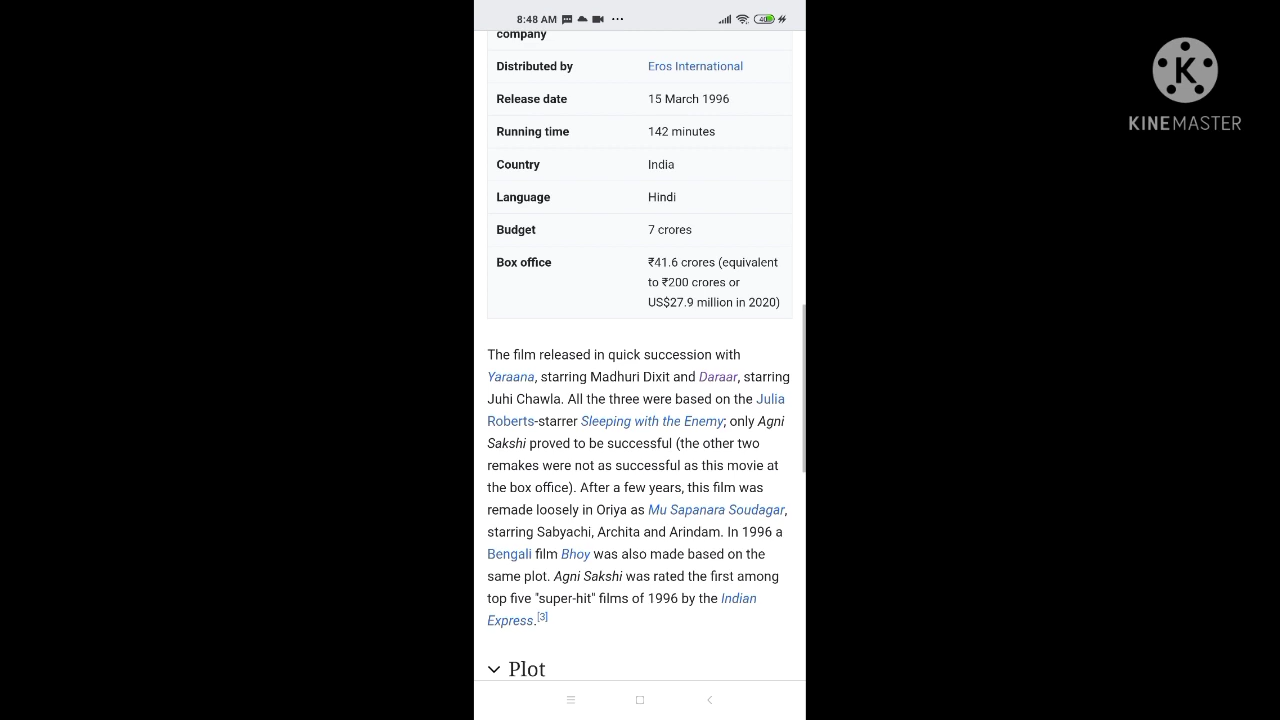 8:48 AM
40
company
Distributed by Eros International
Release date 15 March 1996
Running time 142 minutes
Country India
Language Hindi
Budget 7 crores
Box office ₹41.6 crores (equivalent
to ₹200 crores or
US$27.9 million in 2020)
The film released in quick succession with
Yaraana, starring Madhuri Dixit and Daraar, starring
Juhi Chawla. All the three were based on the Julia
Roberts-starrer Sleeping with the Enemy; only Agni
Sakshi proved to be successful (the other two
remakes were not as successful as this movie at
the box office). After a few years, this film was
remade loosely in Oriya as Mu Sapanara Soudagar,
starring Sabyachi, Archita and Arindam. In 1996 a
Bengali film Bhoy was also made based on the
same plot. Agni Sakshi was rated the first among
top five "super-hit" films of 1996 by the Indian
Express.[3]
Plot
K
KINEMASTER